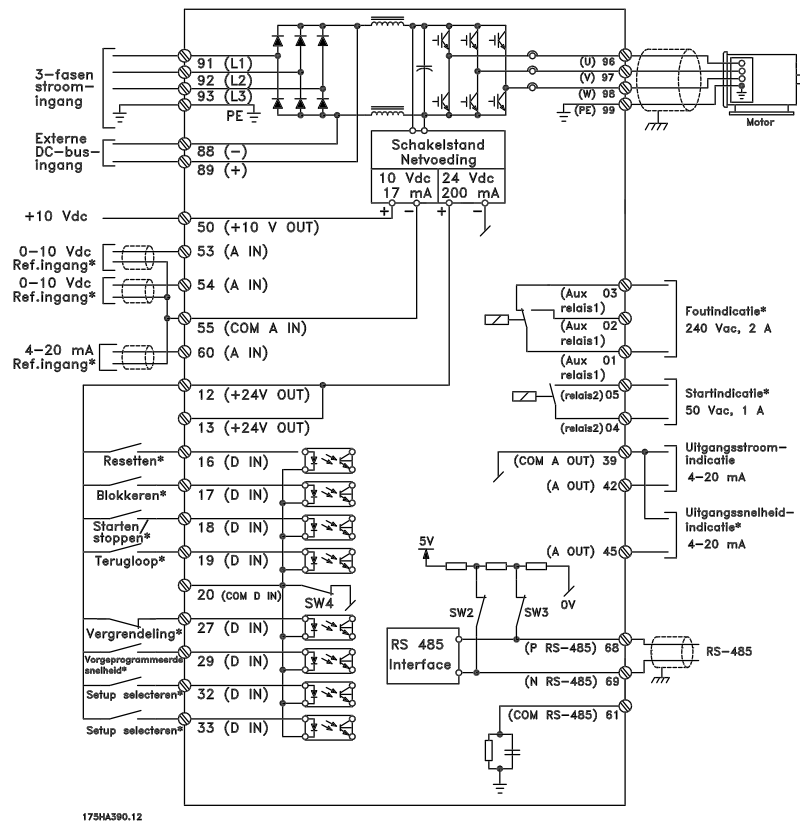 3-fasen
stroom-
ingang
91 (L1)
92 (L2)
93 (L3)
PE
Externe
DC-bus-
ingang
88 (-)
89 (+)
(U) 96
(V) 97
(W) 98
(PE) 99
Motor
Schakelstand
Netvoeding
10 Vdc
17 mA
24 Vdc
200 mA
+ - + -
+10 Vdc
50 (+10 V OUT)
0-10 Vdc
Ref.ingang*
53 (A IN)
0-10 Vdc
Ref.ingang*
54 (A IN)
55 (COM A IN)
4-20 mA
Ref.ingang*
60 (A IN)
12 (+24V OUT)
13 (+24V OUT)
(Aux 03
relais1)
(Aux 02
relais1)
(Aux 01
relais1)
Foutindicatie*
240 Vac, 2 A
(relais2) 05
(relais2) 04
Startindicatie*
50 Vac, 1 A
Resetten*
16 (D IN)
Blokkeren*
17 (D IN)
Starten/
stoppen*
18 (D IN)
Terugloop*
19 (D IN)
20 (COM D IN)
SW4
Vergrendeling*
27 (D IN)
Vorgeprogrammeerde
snelheid*
29 (D IN)
Setup selecteren*
32 (D IN)
Setup selecteren*
33 (D IN)
(COM A OUT) 39
(A OUT) 42
Uitgangsstroom-
indicatie
4-20 mA
Uitgangssnelheid-
indicatie*
4-20 mA
(A OUT) 45
5V
0V
SW2
SW3
RS 485
Interface
(P RS-485) 68
(N RS-485) 69
RS-485
(COM RS-485) 61
175HA390.12